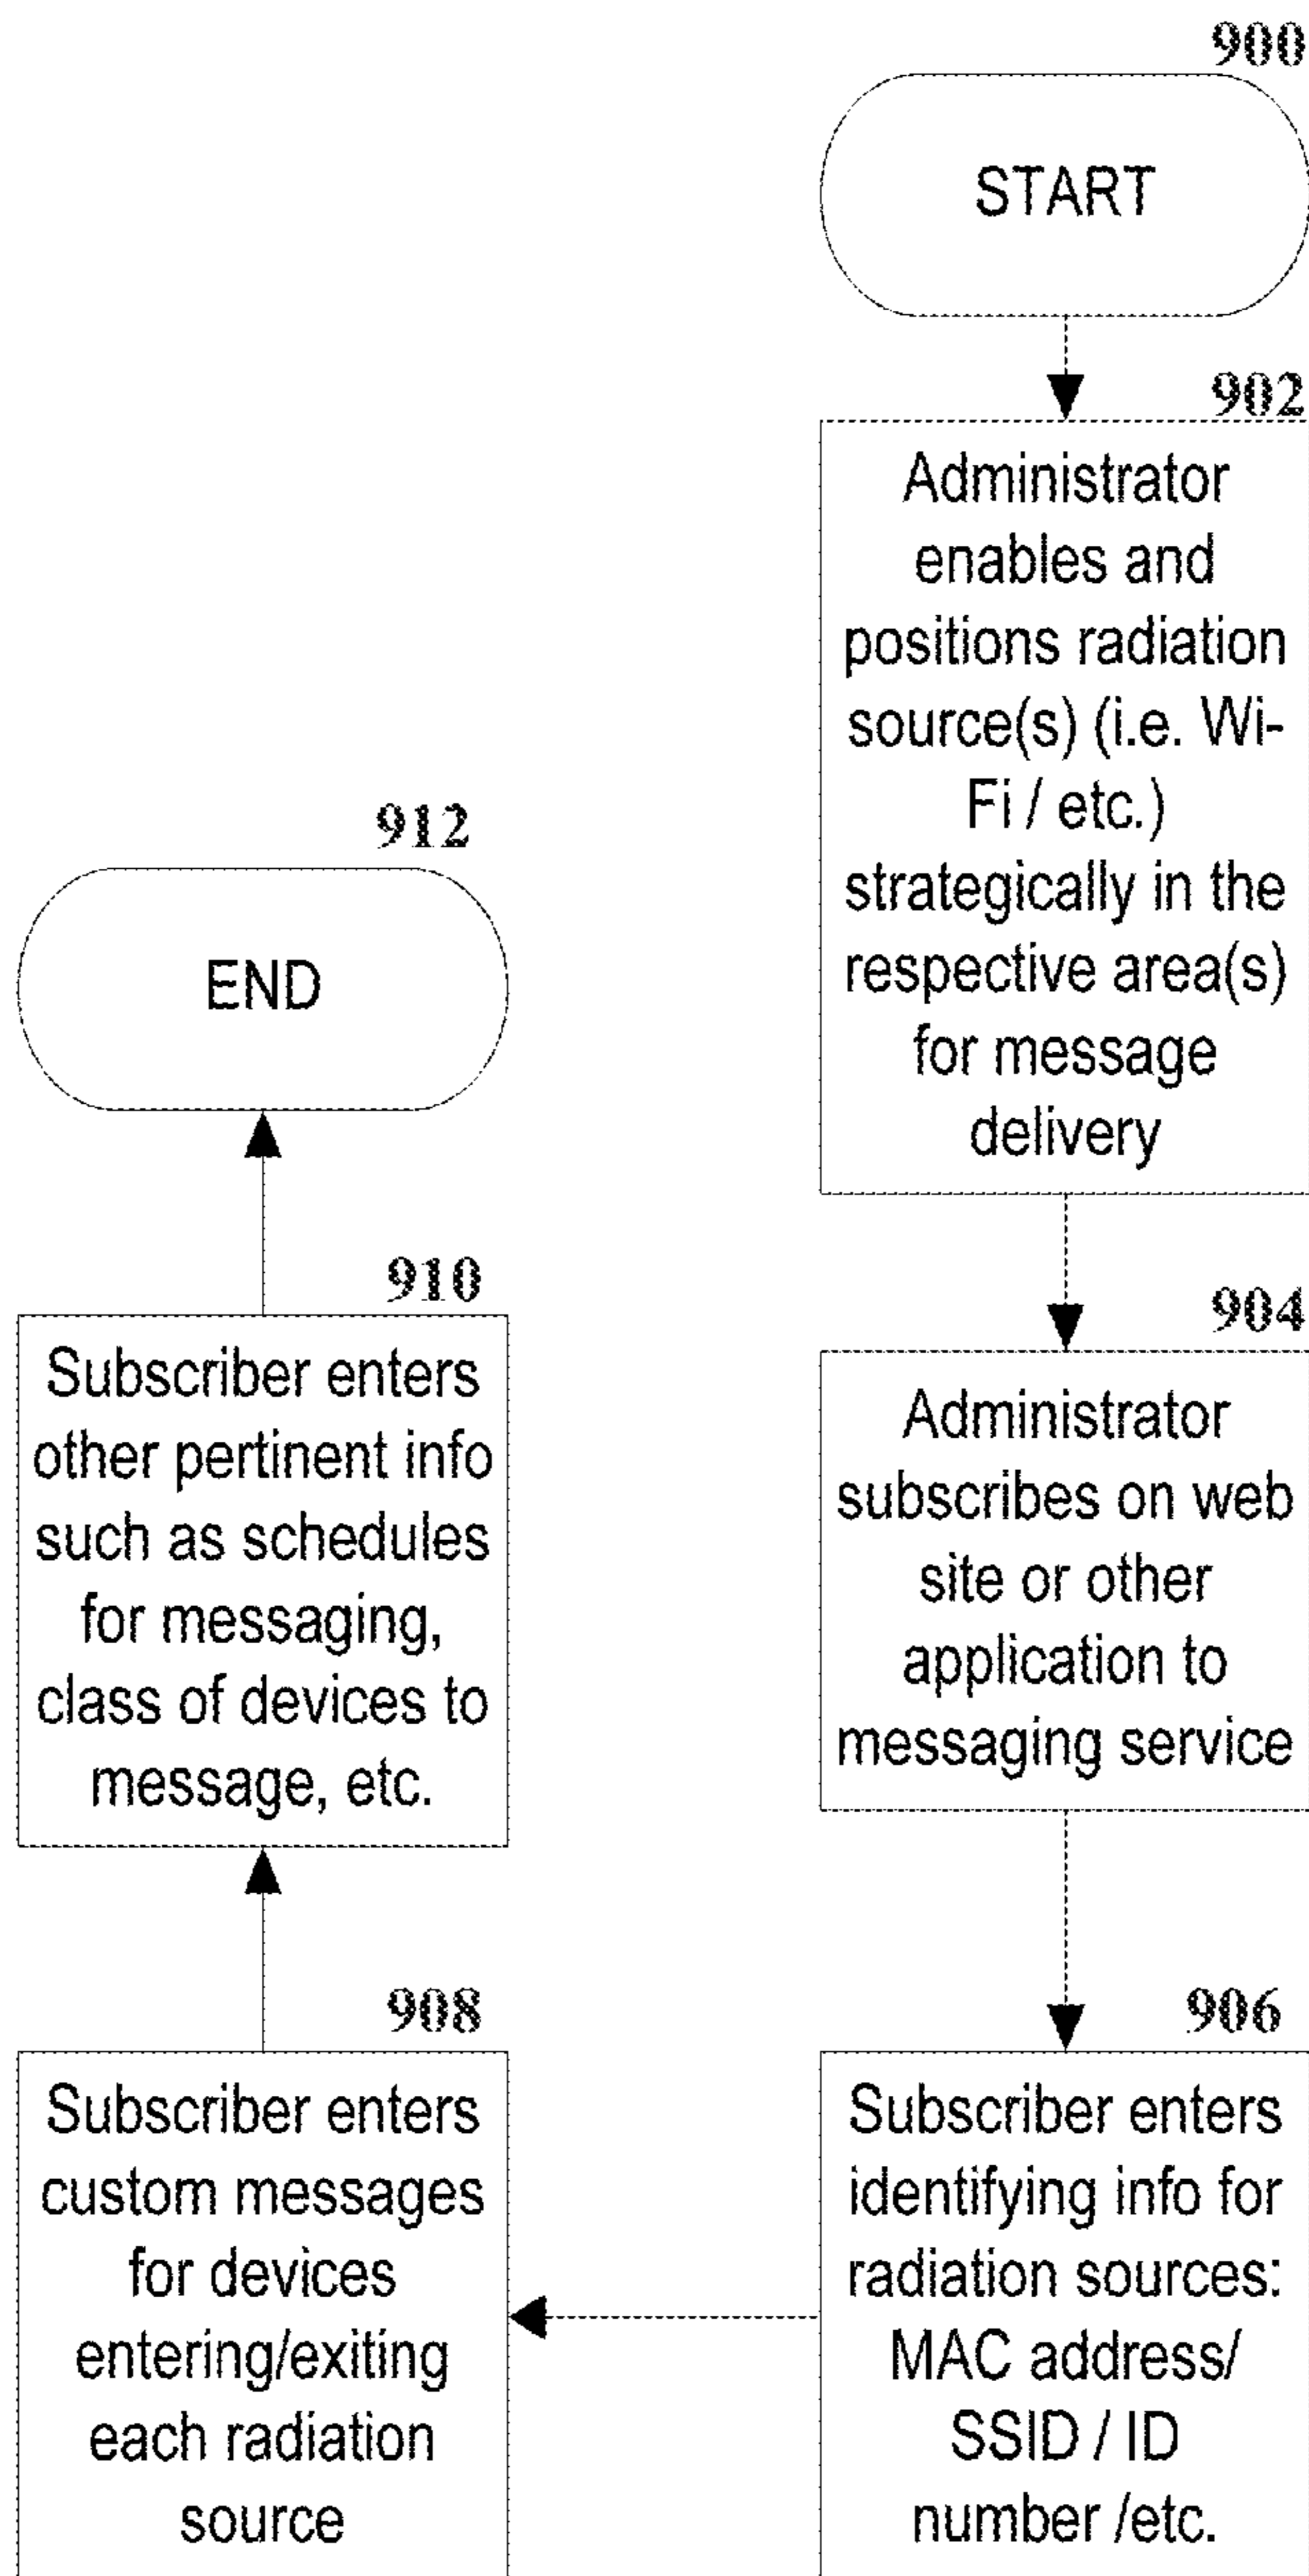 900
START
902
Administrator
enables and
positions radiation
source(s) (i.e. Wi-
Fi / etc.)
strategically in the
respective area(s)
for message
delivery
904
Administrator
subscribes on web
site or other
application to
messaging service
906
Subscriber enters
identifying info for
radiation sources:
MAC address/
SSID / ID
number /etc.
908
Subscriber enters
custom messages
for devices
entering/exiting
each radiation
source
910
Subscriber enters
other pertinent info
such as schedules
for messaging,
class of devices to
message, etc.
912
END